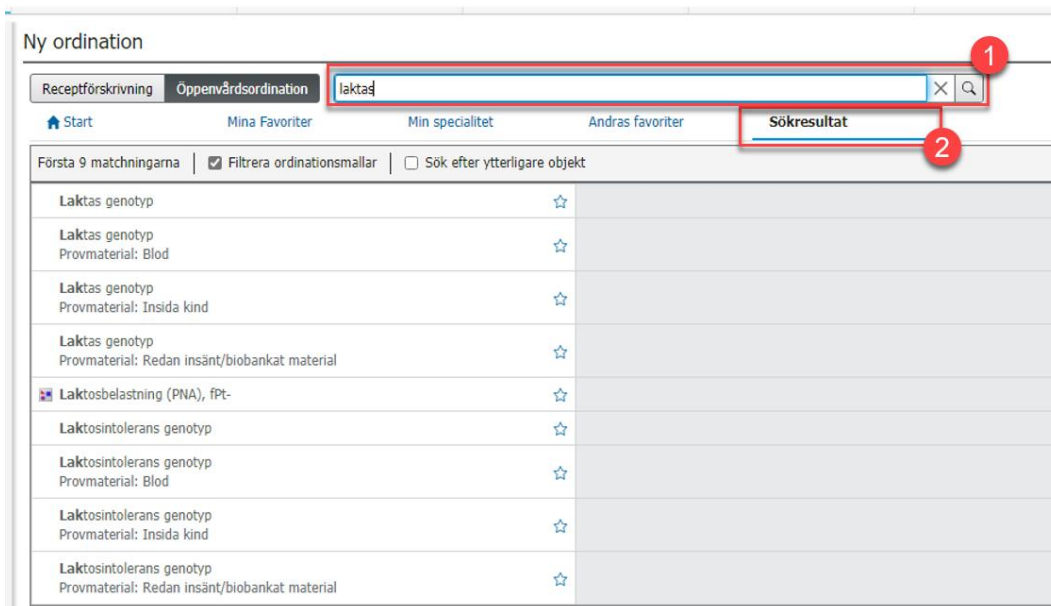 Ny ordination
1
Receptförskrivning Öppenvårdsordination laktas
Start Mina Favoriter Min specialitet Andras favoriter Sökresultat
2
Första 9 matchningarna Filtrera ordinationsmallar Sök efter ytterligare objekt
Laktas genotyp
Laktas genotyp
Provmaterial: Blod
Laktas genotyp
Provmaterial: Insida kind
Laktas genotyp
Provmaterial: Redan insänt/biobankat material
Laktosbelastning (PNA), fPt-
Laktosintolerans genotyp
Laktosintolerans genotyp
Provmaterial: Blod
Laktosintolerans genotyp
Provmaterial: Insida kind
Laktosintolerans genotyp
Provmaterial: Redan insänt/biobankat material